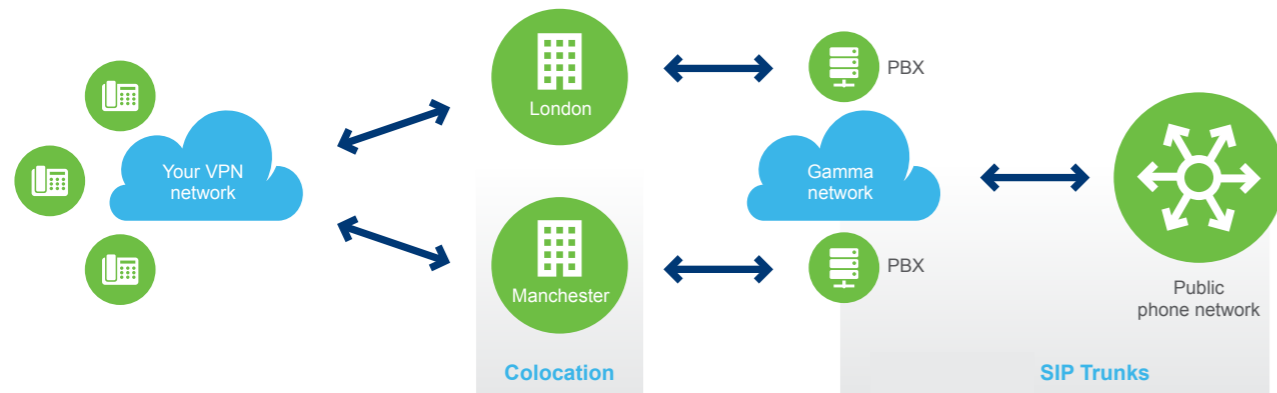 London
PBX
Your VPN
network
Gamma
network
Manchester
PBX
Public
phone network
Colocation
SIP Trunks